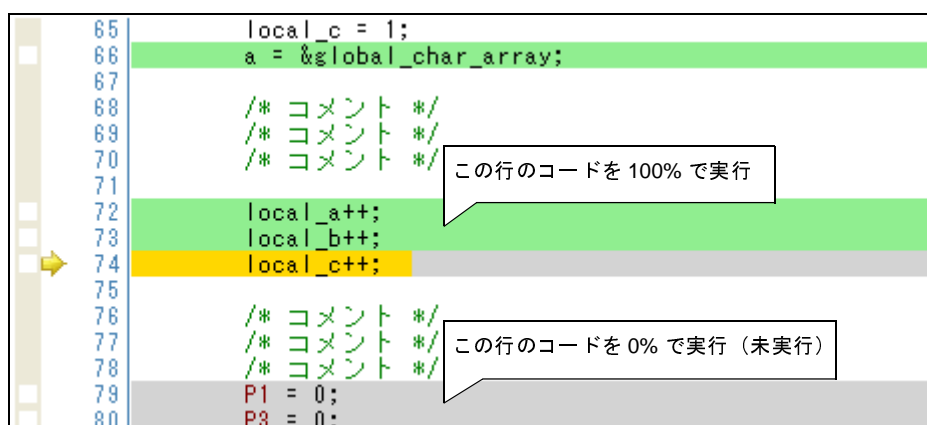 65 local_c = 1;
66 a = &global_char_array;
67
68 /* コメント */
69 /* コメント */
70 /* コメント */
この行のコードを 100% で実行
71
72 local_a++;
73 local_b++;
74 local_c++;
75
76 /* コメント */
77 /* コメント */
この行のコードを 0% で実行（未実行）
78 /* コメント */
79 P1 = 0;
80 P3 = 0;